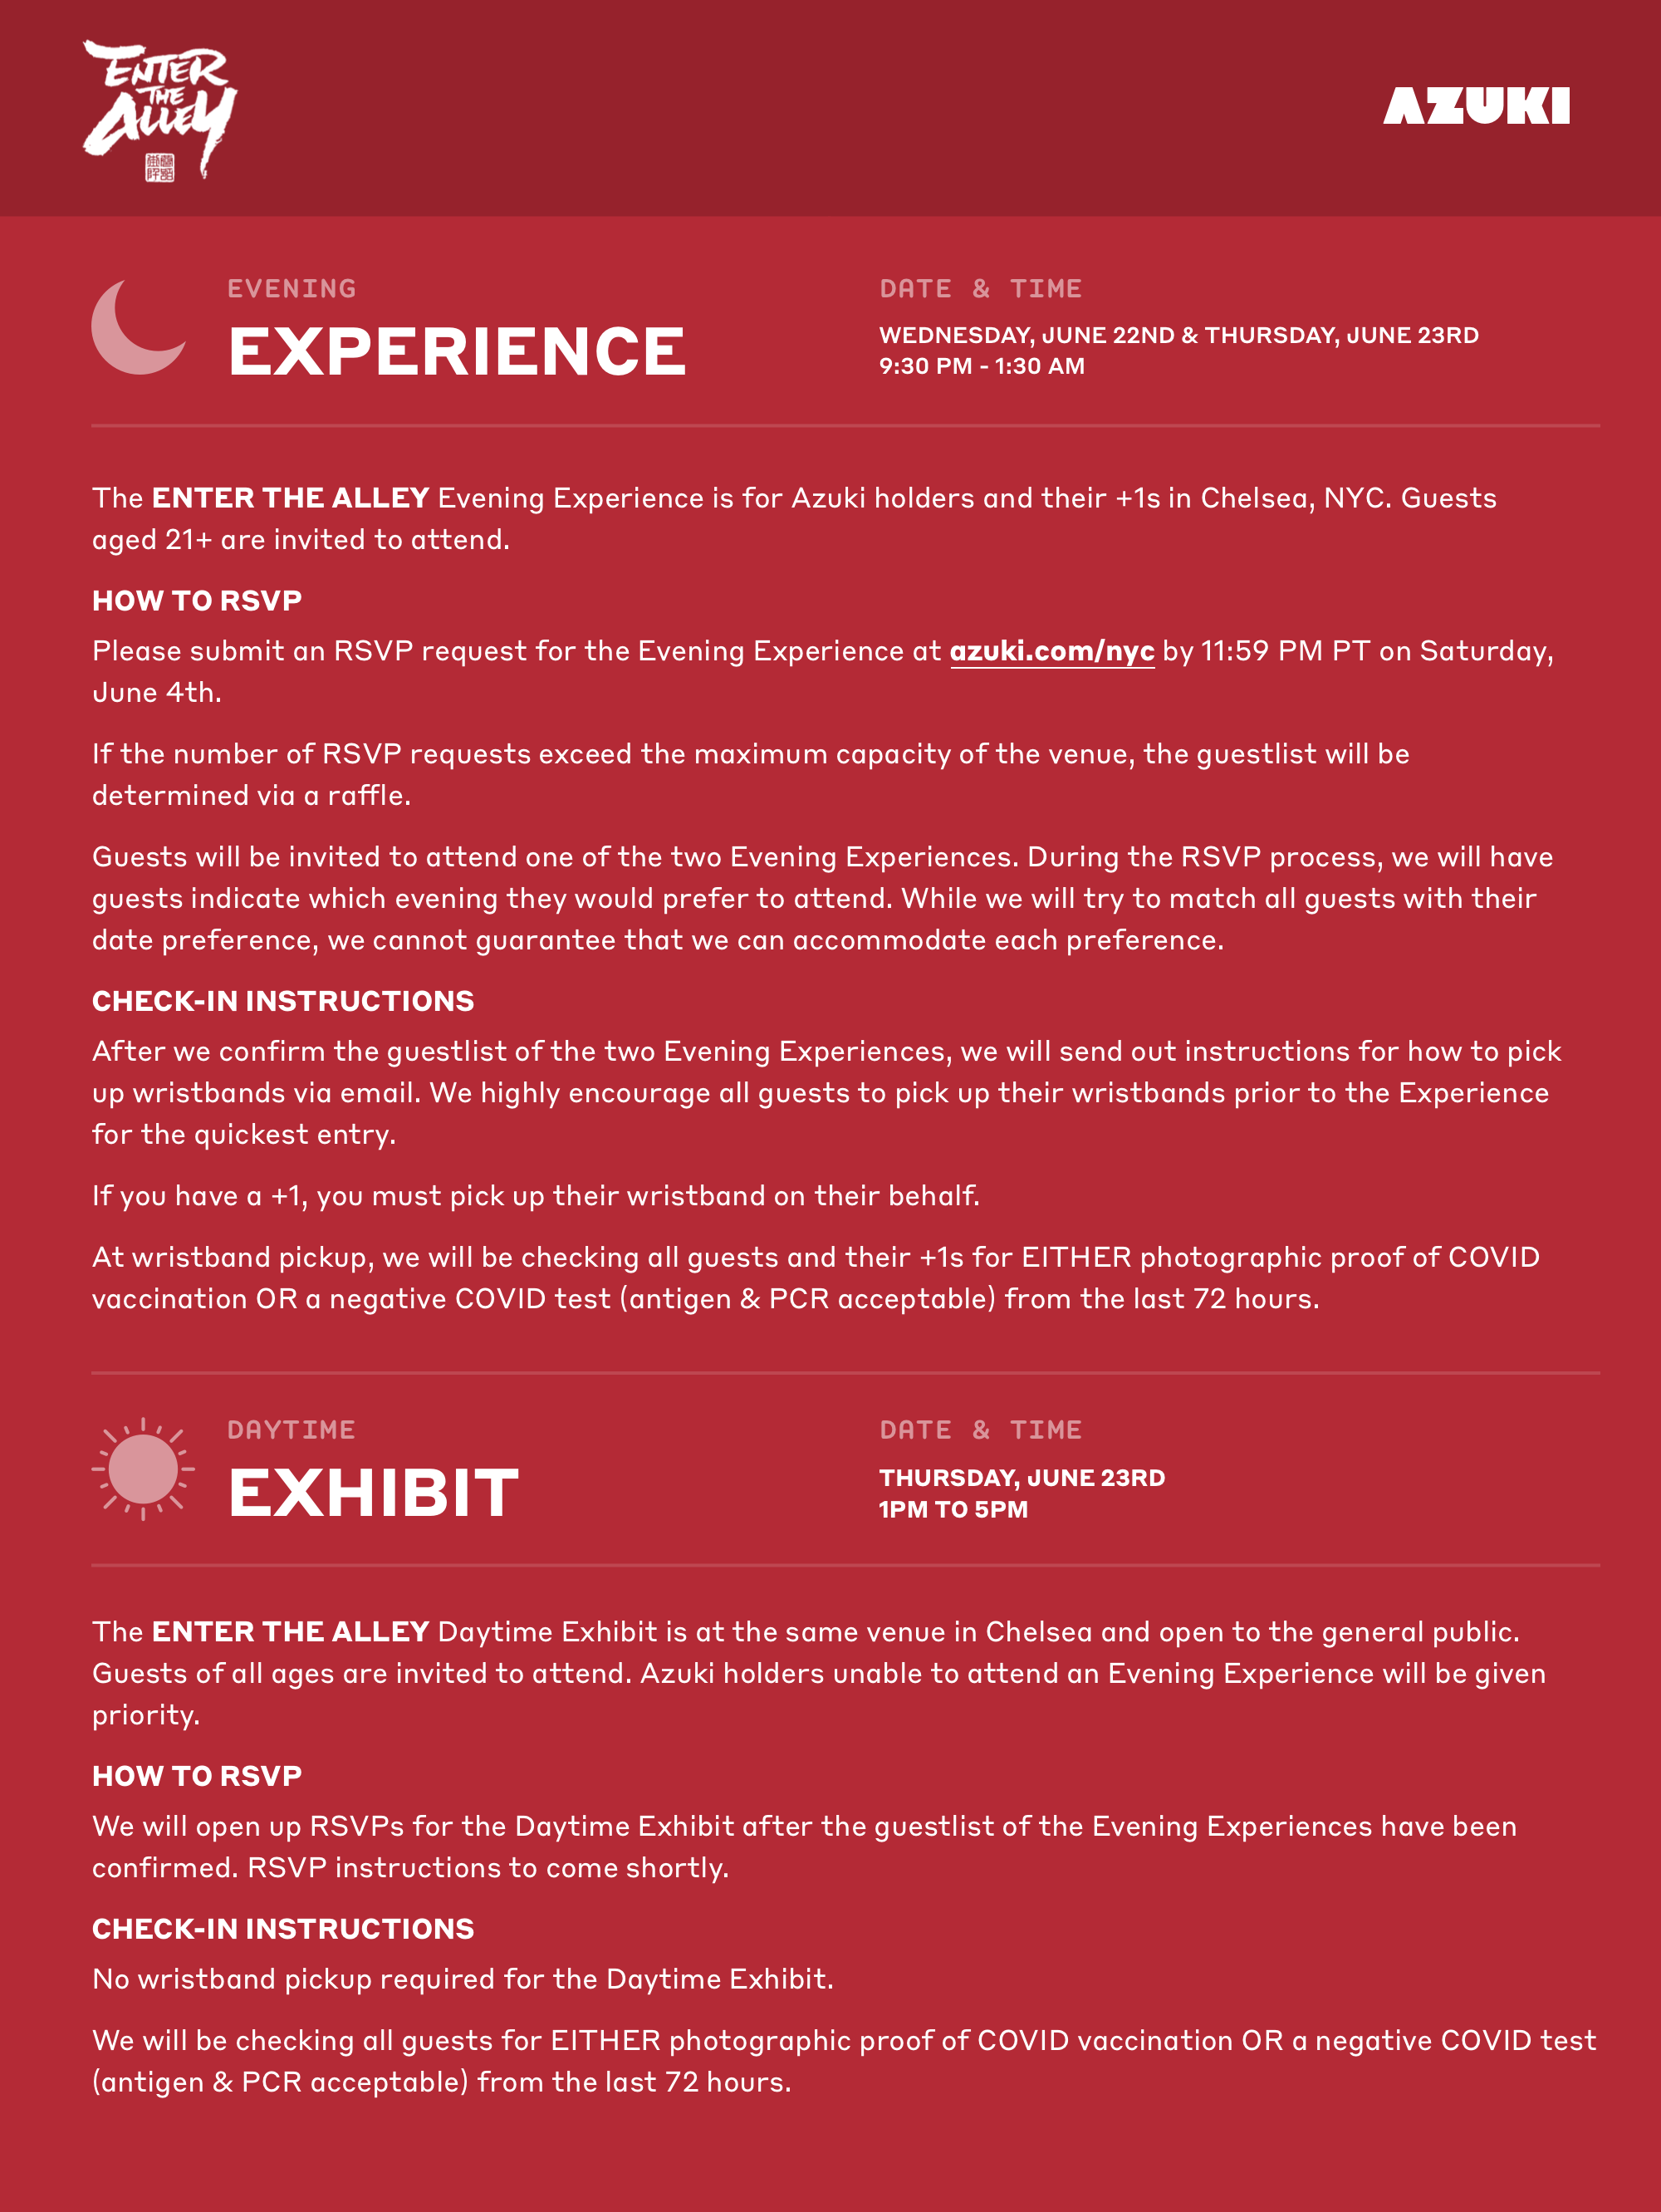 ENTER
THE
ALLEY
AZUKI
EVENING
EXPERIENCE
DATE & TIME
WEDNESDAY, JUNE 22ND & THURSDAY, JUNE 23RD
9:30 PM - 1:30 AM
The ENTER THE ALLEY Evening Experience is for Azuki holders and their +1s in Chelsea, NYC. Guests
aged 21+ are invited to attend.
HOW TO RSVP
Please submit an RSVP request for the Evening Experience at azuki.com/nyc by 11:59 PM PT on Saturday,
June 4th.
If the number of RSVP requests exceed the maximum capacity of the venue, the guestlist will be
determined via a raffle.
Guests will be invited to attend one of the two Evening Experiences. During the RSVP process, we will have
guests indicate which evening they would prefer to attend. While we will try to match all guests with their
date preference, we cannot guarantee that we can accommodate each preference.
CHECK-IN INSTRUCTIONS
After we confirm the guestlist of the two Evening Experiences, we will send out instructions for how to pick
up wristbands via email. We highly encourage all guests to pick up their wristbands prior to the Experience
for the quickest entry.
If you have a +1, you must pick up their wristband on their behalf.
At wristband pickup, we will be checking all guests and their +1s for EITHER photographic proof of COVID
vaccination OR a negative COVID test (antigen & PCR acceptable) from the last 72 hours.
DAYTIME
EXHIBIT
DATE & TIME
THURSDAY, JUNE 23RD
1PM TO 5PM
The ENTER THE ALLEY Daytime Exhibit is at the same venue in Chelsea and open to the general public.
Guests of all ages are invited to attend. Azuki holders unable to attend an Evening Experience will be given
priority.
HOW TO RSVP
We will open up RSVPs for the Daytime Exhibit after the guestlist of the Evening Experiences have been
confirmed. RSVP instructions to come shortly.
CHECK-IN INSTRUCTIONS
No wristband pickup required for the Daytime Exhibit.
We will be checking all guests for EITHER photographic proof of COVID vaccination OR a negative COVID test
(antigen & PCR acceptable) from the last 72 hours.